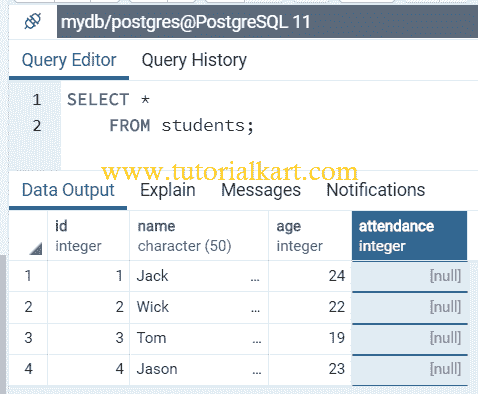 mydb/postgres@PostgreSQL 11
Query Editor Query History
1 SELECT *
2 FROM students;
www.tutorialkart.com
Data Output Explain Messages Notifications
id name age attendance
integer character (50) integer integer
1 1 Jack ... 24 [null]
2 2 Wick ... 22 [null]
3 3 Tom ... 19 [null]
4 4 Jason ... 23 [null]